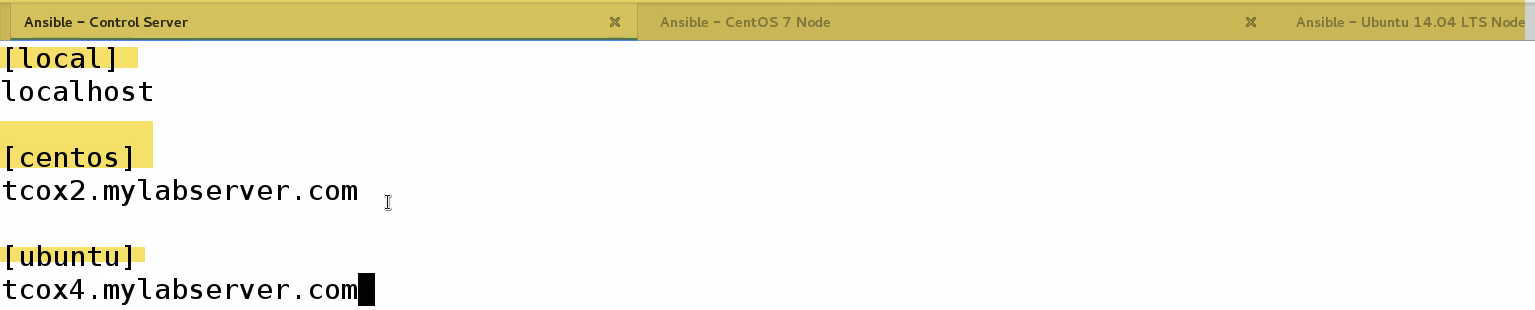 Ansible – Control Server × Ansible – CentOS 7 Node × Ansible – Ubuntu 14.04 LTS Node
[local]
localhost
[centos]
tcox2.mylabserver.com
[ubuntu]
tcox4.mylabserver.com